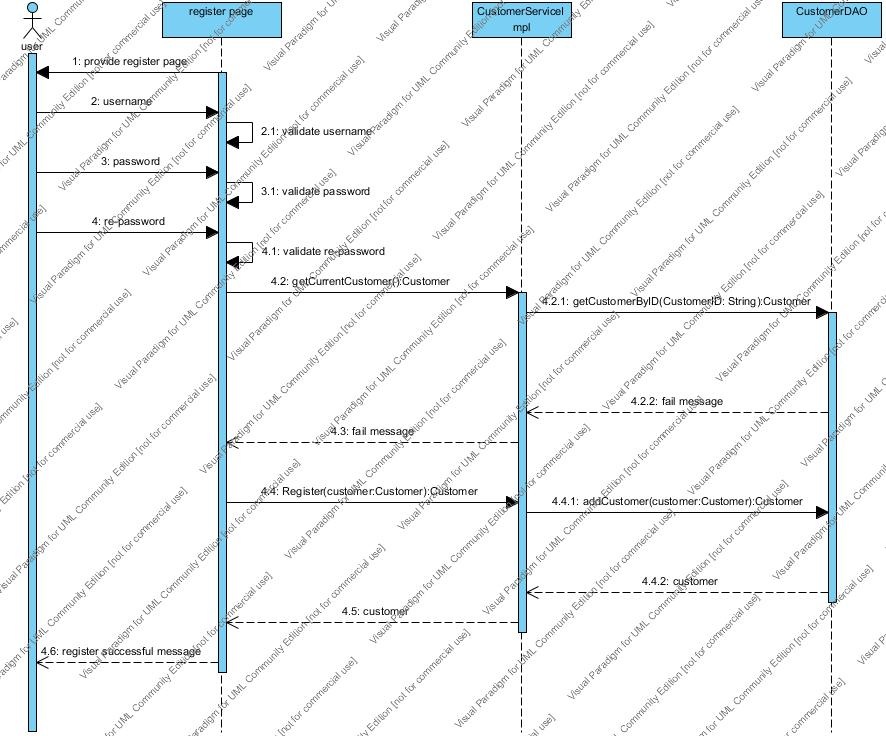 register page
CustomerServiceI
mpl
CustomerDAO
user
1: provide register page
2: username
2.1: validate username
3: password
3.1: validate password
4: re-password
4.1: validate re-password
4.2: getCurrentCustomer():Customer
4.2.1: getCustomerByID(CustomerID: String):Customer
4.2.2: fail message
4.3: fail message
4.4: Register(customer:Customer):Customer
4.4.1: addCustomer(customer:Customer):Customer
4.4.2: customer
4.5: customer
4.6: register successful message
Visual Paradigm for UML Community Edition [not for commercial use]